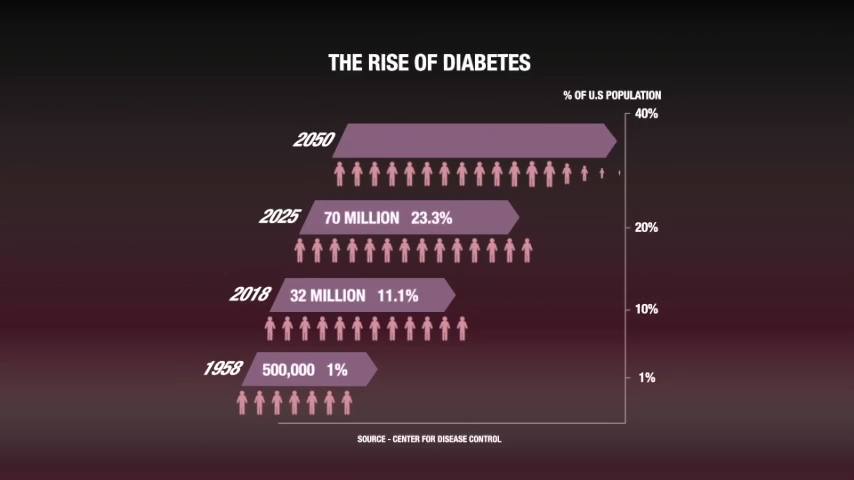 THE RISE OF DIABETES
% OF U.S POPULATION
40%
2050
2025 70 MILLION 23.3%
20%
2018 32 MILLION 11.1%
10%
1958 500,000 1%
1%
SOURCE - CENTER FOR DISEASE CONTROL